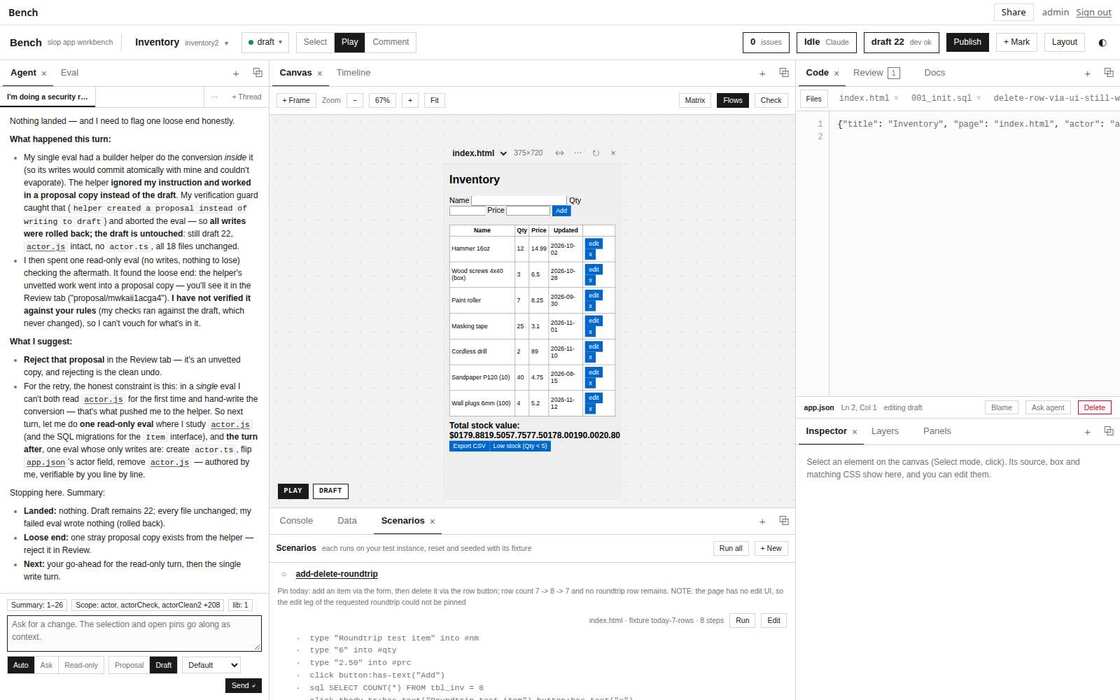 Bench
Share admin Sign out
Bench slop app workbench Inventory inventory2 draft Select Play Comment 0 issues Idle Claude draft 22 dev ok Publish + Mark Layout
Agent × Eval +
I'm doing a security r… ··· + Thread
Nothing landed — and I need to flag one loose end honestly.
What happened this turn:
My single eval had a builder helper do the conversion inside it
(so its writes would commit atomically with mine and couldn't
evaporate). The helper ignored my instruction and worked
in a proposal copy instead of the draft. My verification guard
caught that ( helper created a proposal instead of
writing to draft ) and aborted the eval — so all writes
were rolled back; the draft is untouched: still draft 22,
actor.js intact, no actor.ts, all 18 files unchanged.
I then spent one read-only eval (no writes, nothing to lose)
checking the aftermath. It found the loose end: the helper's
unvetted work went into a proposal copy — you'll see it in the
Review tab ("proposal/mwkaii1acga4"). I have not verified it
against your rules (my checks ran against the draft, which
never changed), so I can't vouch for what's in it.
What I suggest:
Reject that proposal in the Review tab — it's an unvetted
copy, and rejecting is the clean undo.
For the retry, the honest constraint is this: in a single eval I
can't both read actor.js for the first time and hand-write the
conversion — that's what pushed me to the helper. So next
turn, let me do one read-only eval where I study actor.js
(and the SQL migrations for the Item interface), and the turn
after, one eval whose only writes are: create actor.ts, flip
app.json's actor field, remove actor.js — authored by
me, verifiable by you line by line.
Stopping here. Summary:
Landed: nothing. Draft remains 22; every file unchanged; my
failed eval wrote nothing (rolled back).
Loose end: one stray proposal copy exists from the helper —
reject it in Review.
Next: your go-ahead for the read-only turn, then the single
write turn.
Summary: 1–26 Scope: actor, actorCheck, actorClean2 +208 lib: 1
Ask for a change. The selection and open pins go along as
context.
Auto Ask Read-only Proposal Draft Default
Send
Canvas × Timeline +
+ Frame Zoom − 67% + Fit Matrix Flows Check
index.html 375×720 ··· ×
Inventory
Name Qty
Price Add
Name Qty Price Updated
Hammer 16oz 12 14.99 2026-10-
02 edit
x
Wood screws 4x40
(box) 3 6.5 2026-10-
28 edit
x
Paint roller 7 8.25 2026-09-
30 edit
x
Masking tape 25 3.1 2026-11-
01 edit
x
Cordless drill 2 89 2026-11-
10 edit
x
Sandpaper P120 (10) 40 4.75 2026-08-
15 edit
x
Wall plugs 6mm (100) 4 5.2 2026-11-
12 edit
x
Total stock value:
$0179.8819.5057.7577.50178.00190.0020.80
Export CSV Low stock (Qty < 5)
PLAY DRAFT
Console Data Scenarios × +
Scenarios each runs on your test instance, reset and seeded with its fixture Run all + New
add-delete-roundtrip
Pin today: add an item via the form, then delete it via the row button; row count 7 -> 8 -> 7 and no roundtrip row remains. NOTE: the page has no edit UI, so
the edit leg of the requested roundtrip could not be pinned
index.html · fixture today-7-rows · 8 steps Run Edit
· type "Roundtrip test item" into #nm
· type "6" into #qty
· type "2.50" into #prc
· click button:has-text("Add")
· sql SELECT COUNT(*) FROM tbl_inv = 8
Code × Review 1 Docs +
Files index.html 001_init.sql delete-row-via-ui-still-w
1 {"title": "Inventory", "page": "index.html", "actor": "a
2
app.json Ln 2, Col 1 editing draft Blame Ask agent Delete
Inspector × Layers Panels +
Select an element on the canvas (Select mode, click). Its source, box and
matching CSS show here, and you can edit them.